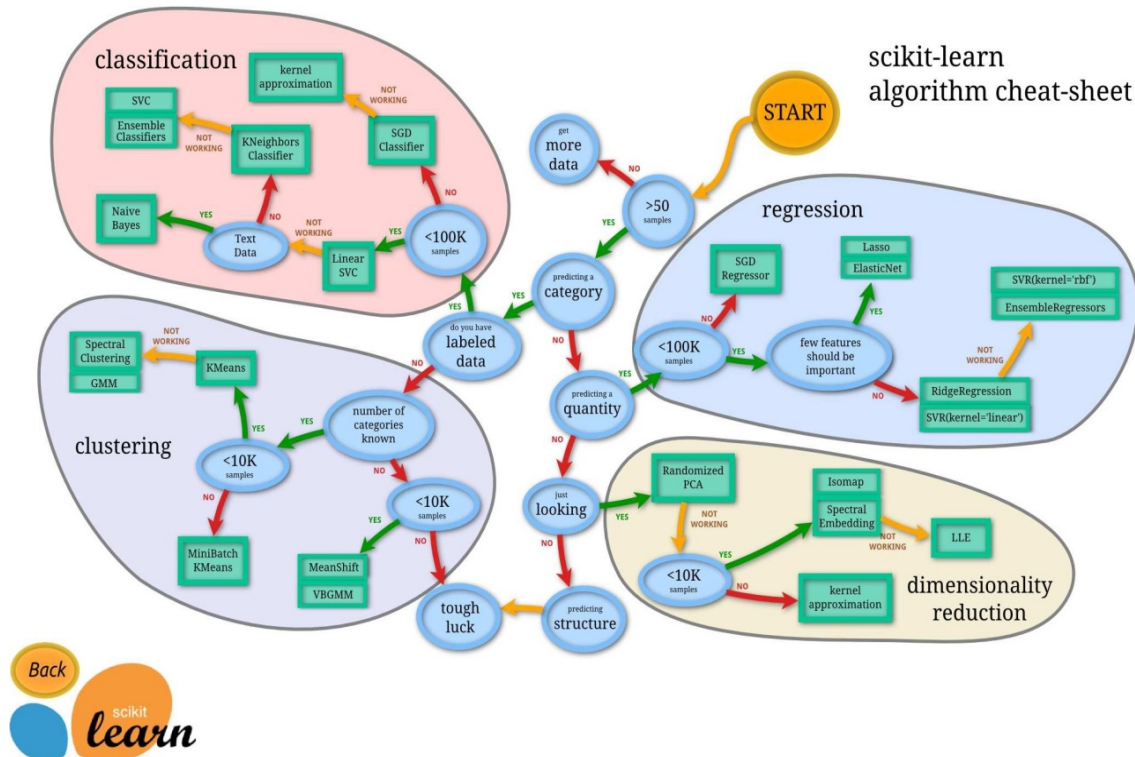 scikit-learn
algorithm cheat-sheet
START
classification
kernel
approximation
NOT
WORKING
SVC
Ensemble
Classifiers
NOT
WORKING
KNeighbors
Classifier
SGD
Classifier
NO
Naive
Bayes
YES
Text
Data
NO
NOT
WORKING
Linear
SVC
YES
<100K
samples
YES
get
more
data
NO
>50
samples
YES
predicting a
category
YES
NO
do you have
labeled
data
NO
predicting a
quantity
YES
NO
just
looking
YES
NO
predicting
structure
tough
luck
regression
SGD
Regressor
NO
<100K
samples
YES
Lasso
ElasticNet
YES
few features
should be
important
NO
SVR(kernel='rbf')
EnsembleRegressors
NOT
WORKING
RidgeRegression
SVR(kernel='linear')
clustering
Spectral
Clustering
GMM
NOT
WORKING
KMeans
YES
<10K
samples
YES
NO
number of
categories
known
NO
MiniBatch
KMeans
<10K
samples
YES
NO
MeanShift
VBGMM
Randomized
PCA
NOT
WORKING
<10K
samples
YES
NO
Isomap
Spectral
Embedding
NOT
WORKING
LLE
kernel
approximation
dimensionality
reduction
Back
scikit
learn